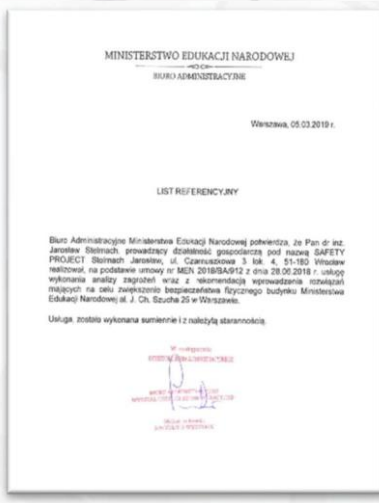 MINISTERSTWO EDUKACJI NARODOWEJ
BIURO ADMINISTRACYJNE
Warszawa, 05.03.2019 r.
LIST REFERENCYJNY
Biuro Administracyjne Ministerstwa Edukacji Narodowej potwierdza, że Pan dr inż.
Jarosław Stelmach, prowadzący działalność gospodarczą pod nazwą SAFETY
PROJECT Stelmach Jarosław, ul. Czarnuszkowa 3 lok. 4, 51-180 Wrocław
realizował, na podstawie umowy nr MEN 2018/BA/912 z dnia 28.06.2018 r. usługę
wykonania analizy zagrożeń wraz z rekomendacją wprowadzenia rozwiązań
mających na celu zwiększenie bezpieczeństwa fizycznego budynku Ministerstwa
Edukacji Narodowej al. J. Ch. Szucha 25 w Warszawie.
Usługa została wykonana sumiennie i z należytą starannością.